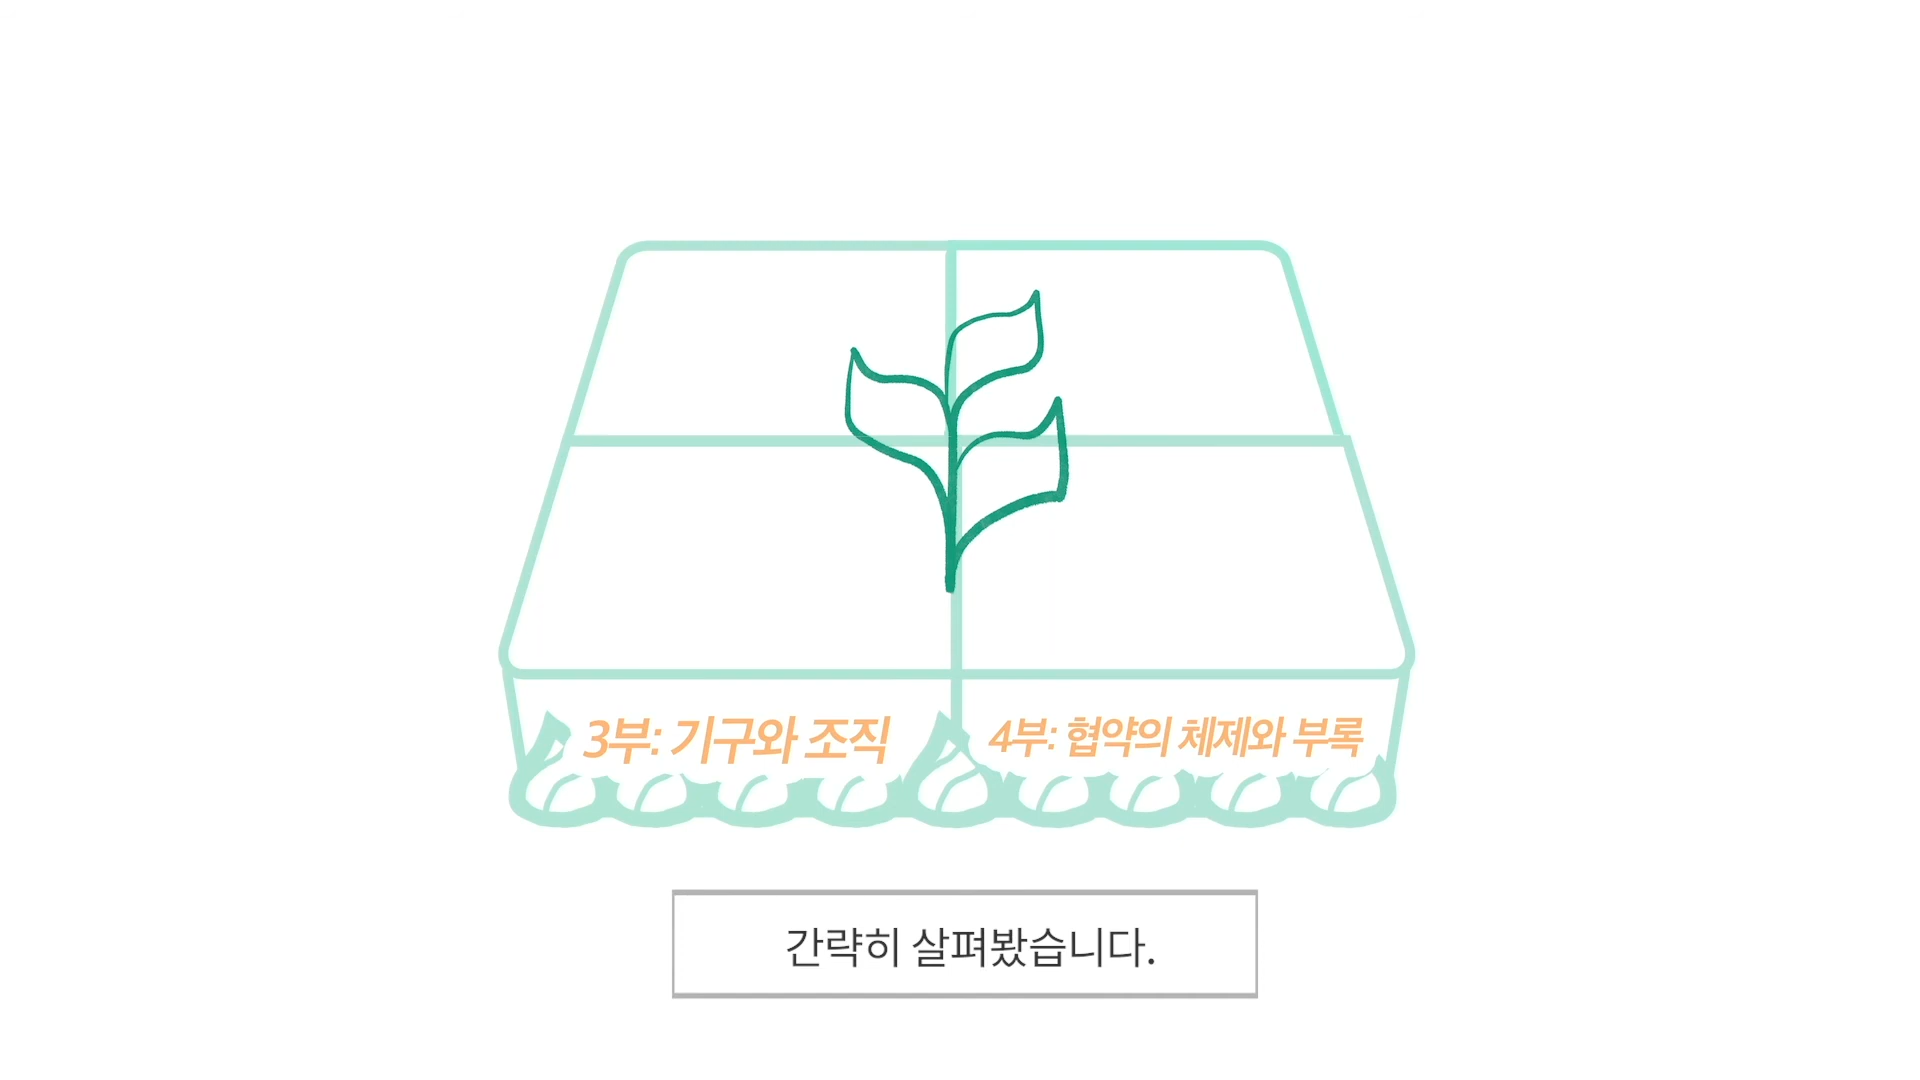 3부: 기구와 조직
4부: 협약의 체제와 부록
간략히 살펴봤습니다.